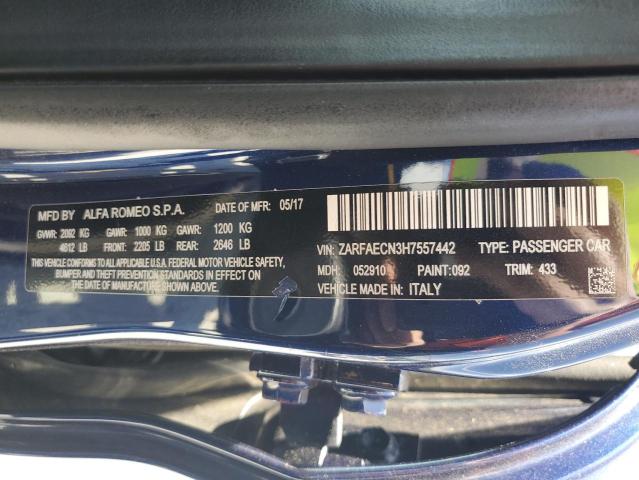 MFD BY ALFA ROMEO S.P.A. DATE OF MFR: 05/17
GVWR: 2092 KG GAWR: 1000 KG GAWR: 1200 KG
4612 LB FRONT: 2205 LB REAR: 2646 LB
THIS VEHICLE CONFORMS TO ALL APPLICABLE U.S.A. FEDERAL MOTOR VEHICLE SAFETY,
BUMPER AND THEFT PREVENTION STANDARDS IN EFFECT ON
THE DATE OF MANUFACTURE SHOWN ABOVE.
VIN: ZARFAECN3H7557442 TYPE: PASSENGER CAR
MDH: 052910 PAINT:092 TRIM: 433
VEHICLE MADE IN: ITALY